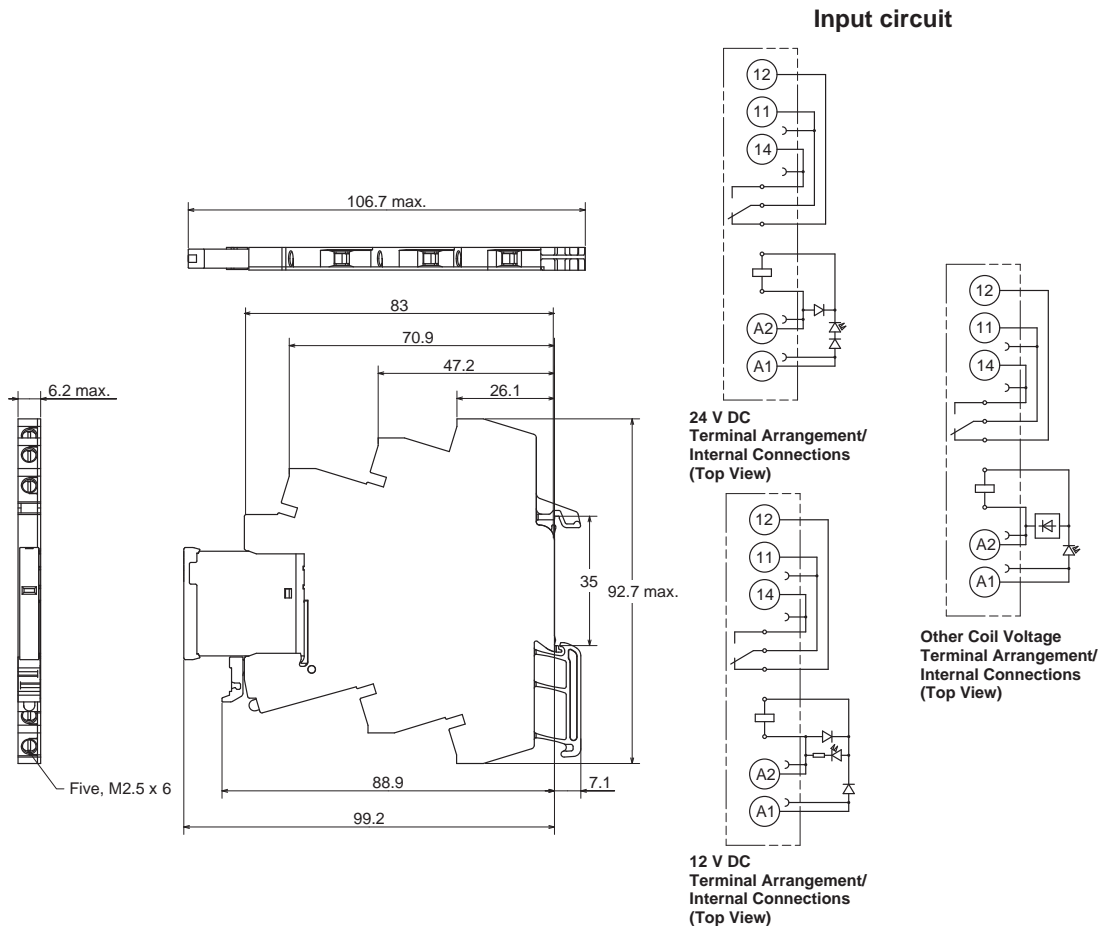 Input circuit
12
11
14
A2
A1
24 V DC
Terminal Arrangement/
Internal Connections
(Top View)
106.7 max.
83
70.9
47.2
26.1
6.2 max.
35
92.7 max.
88.9
7.1
99.2
Five, M2.5 x 6
12
11
14
A2
A1
12 V DC
Terminal Arrangement/
Internal Connections
(Top View)
12
11
14
A2
A1
Other Coil Voltage
Terminal Arrangement/
Internal Connections
(Top View)